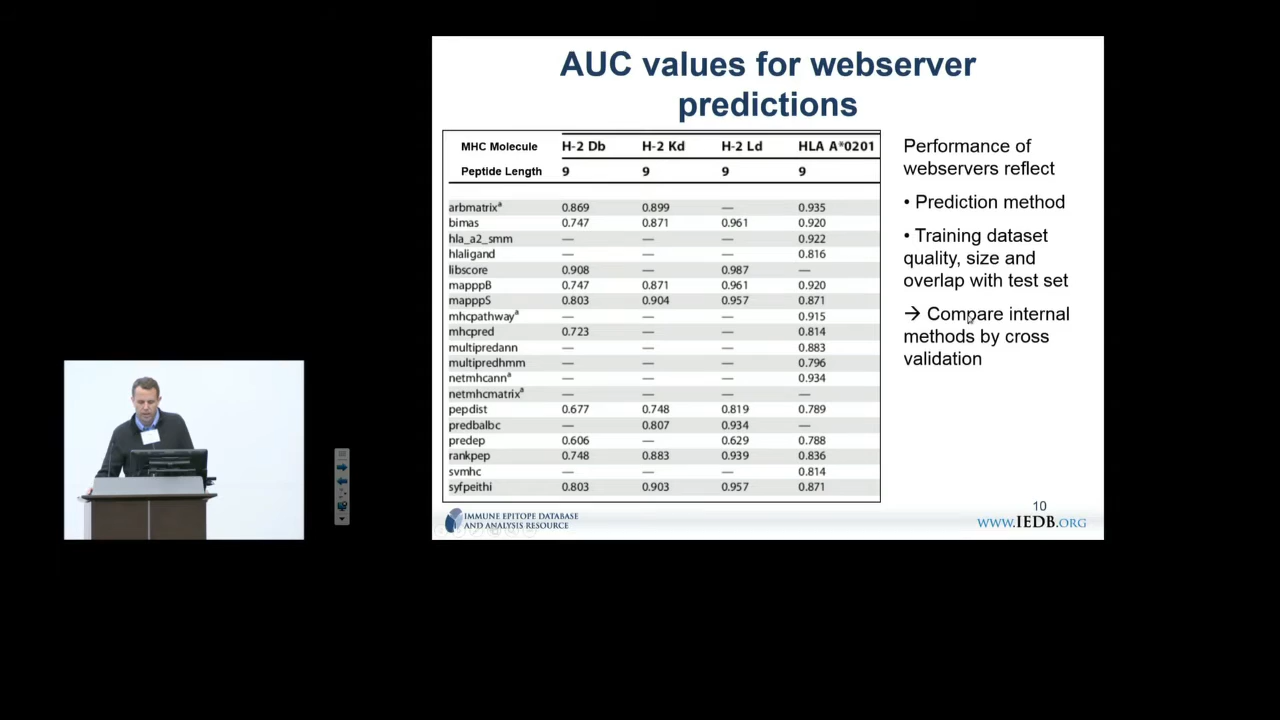 AUC values for webserver
predictions
MHC Molecule H-2 Db H-2 Kd H-2 Ld HLA A*0201
Peptide Length 9 9 9 9
arbmatrixᵃ 0.869 0.899 — 0.935
bimas 0.747 0.871 0.961 0.920
hla_a2_smm — — — 0.922
hlaligand — — — 0.816
libscore 0.908 — 0.987 —
mapppB 0.747 0.871 0.961 0.920
mapppS 0.803 0.904 0.957 0.871
mhcpathwayᵃ — — — 0.915
mhcpred 0.723 — — 0.814
multipredann — — — 0.883
multipredhmm — — — 0.796
netmhcannᵃ — — — 0.934
netmhcmatrixᵃ — — — —
pepdist 0.677 0.748 0.819 0.789
predbalbc — 0.807 0.934 —
predep 0.606 — 0.629 0.788
rankpep 0.748 0.883 0.939 0.836
svmhc — — — 0.814
syfpeithi 0.803 0.903 0.957 0.871
Performance of
webservers reflect
• Prediction method
• Training dataset
quality, size and
overlap with test set
→ Compare internal
methods by cross
validation
IMMUNE EPITOPE DATABASE
AND ANALYSIS RESOURCE
10
WWW.IEDB.ORG